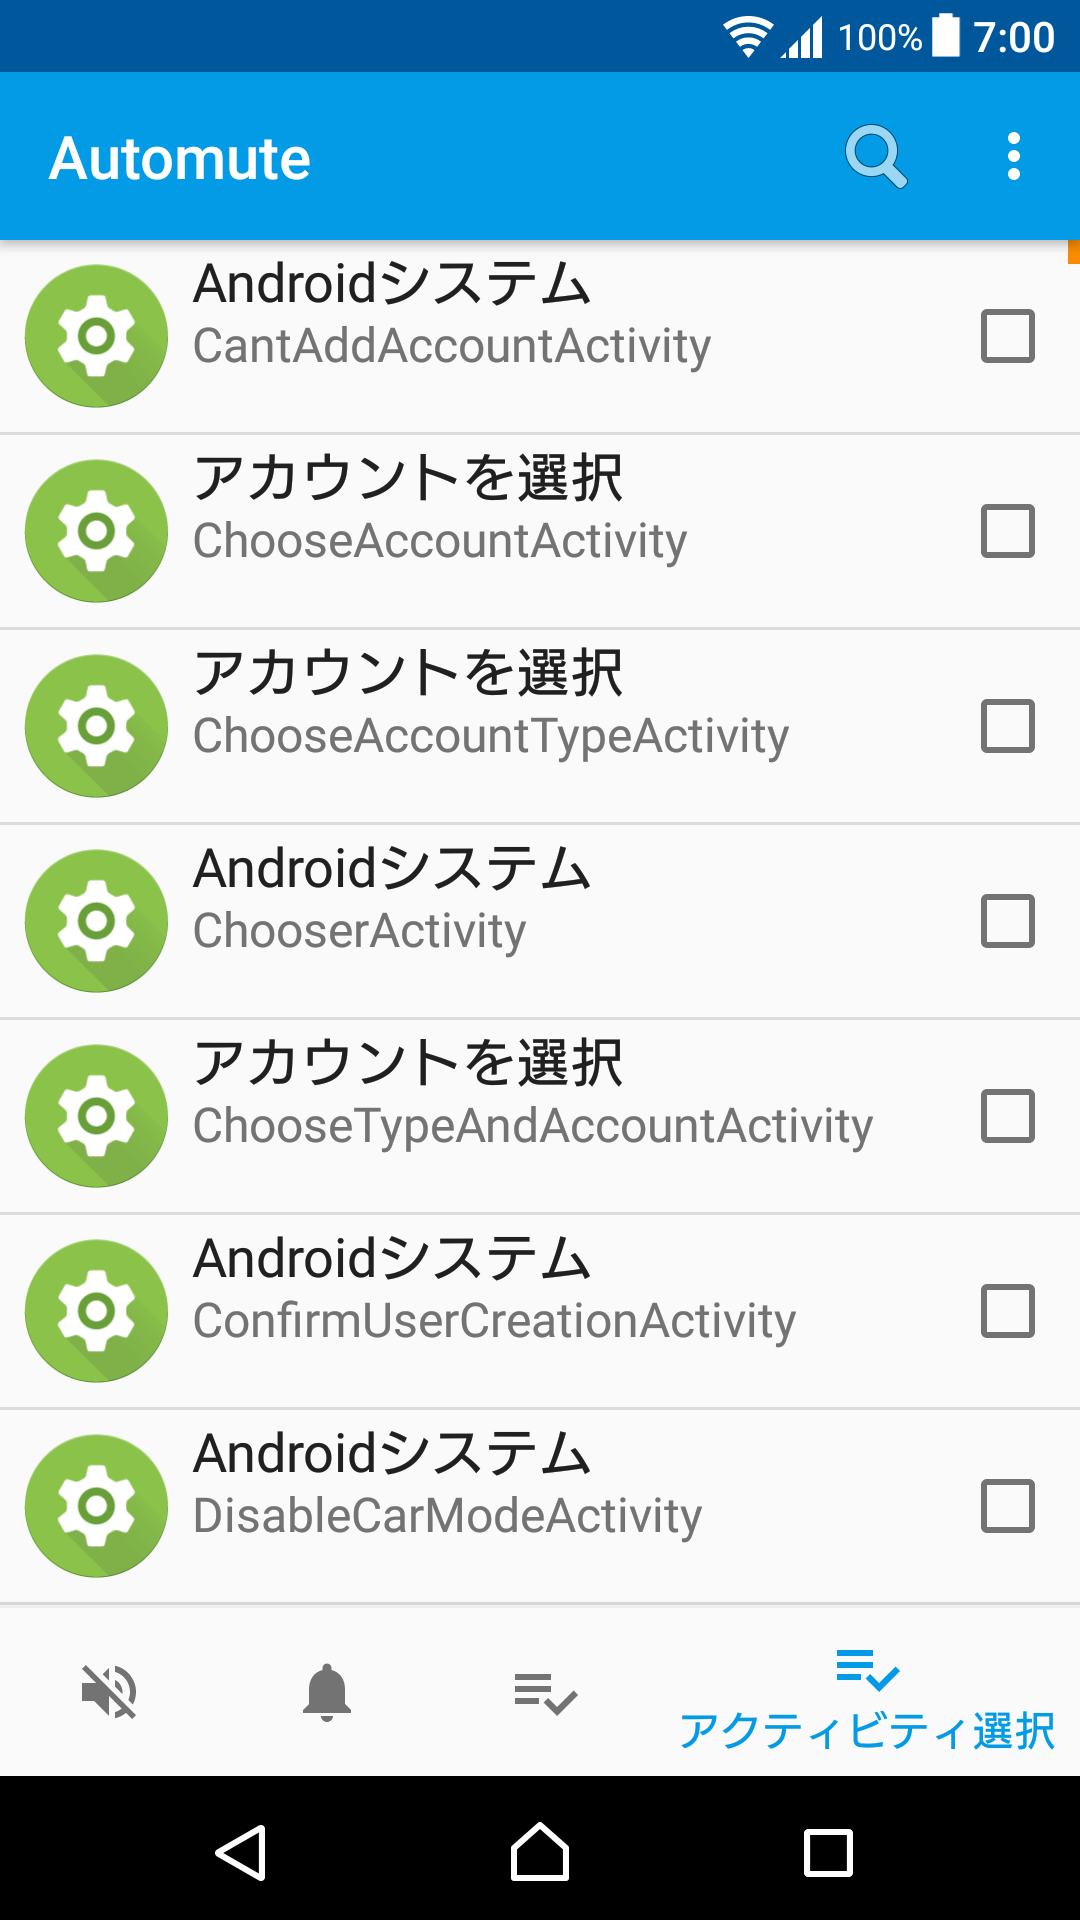 100% 7:00
Automute
Androidシステム
CantAddAccountActivity
アカウントを選択
ChooseAccountActivity
アカウントを選択
ChooseAccountTypeActivity
Androidシステム
ChooserActivity
アカウントを選択
ChooseTypeAndAccountActivity
Androidシステム
ConfirmUserCreationActivity
Androidシステム
DisableCarModeActivity
アクティビティ選択